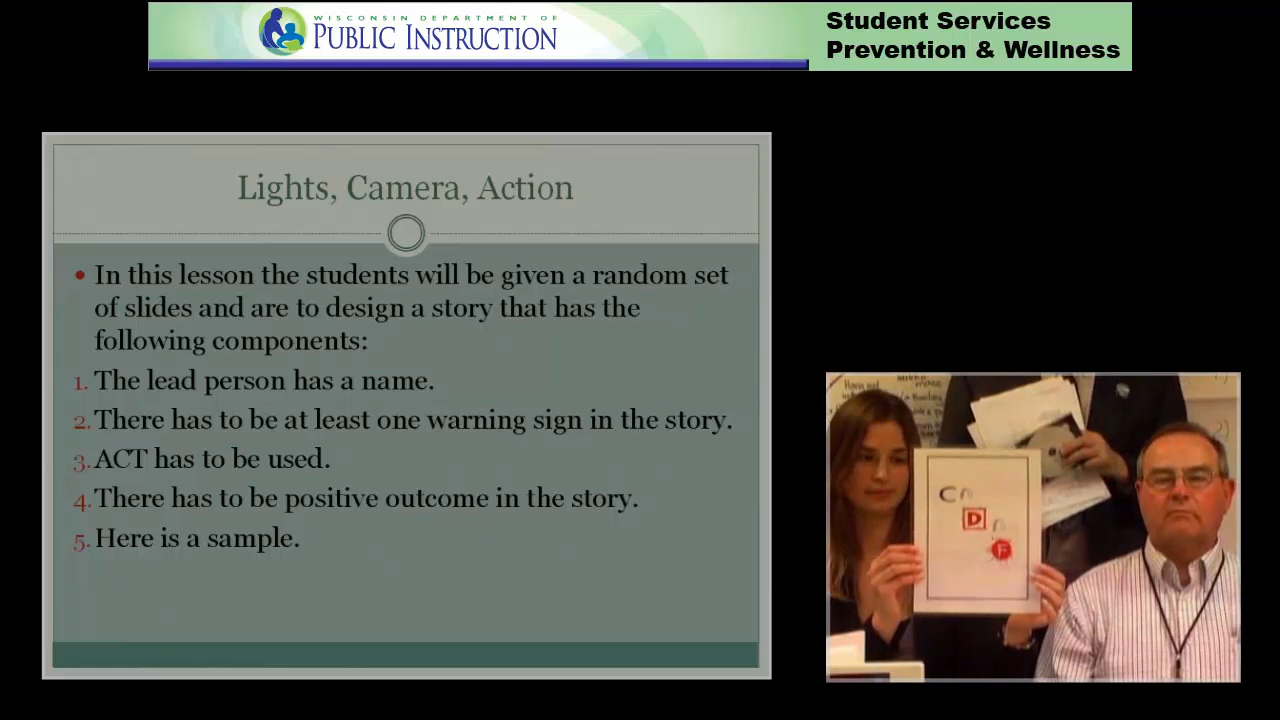 WISCONSIN DEPARTMENT OF
PUBLIC INSTRUCTION
Student Services
Prevention & Wellness
Lights, Camera, Action
• In this lesson the students will be given a random set
of slides and are to design a story that has the
following components:
1. The lead person has a name.
2. There has to be at least one warning sign in the story.
3. ACT has to be used.
4. There has to be positive outcome in the story.
5. Here is a sample.
D
F